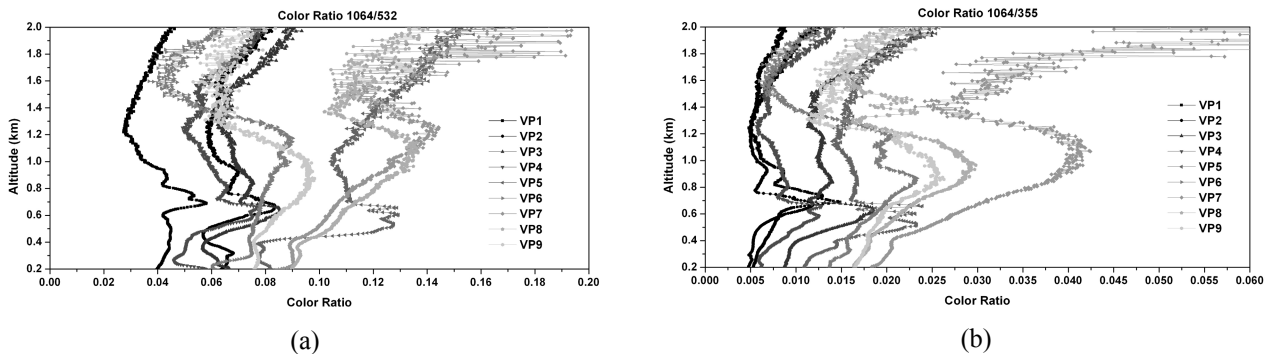 Color Ratio 1064/532
2.0
1.8
1.6
1.4
1.2
1.0
0.8
0.6
0.4
0.2
Altitude (km)
VP1
VP2
VP3
VP4
VP5
VP6
VP7
VP8
VP9
0.00 0.02 0.04 0.06 0.08 0.10 0.12 0.14 0.16 0.18 0.20
Color Ratio
(a)
Color Ratio 1064/355
2.0
1.8
1.6
1.4
1.2
1.0
0.8
0.6
0.4
0.2
Altitude (km)
VP1
VP2
VP3
VP4
VP5
VP6
VP7
VP8
VP9
0.000 0.005 0.010 0.015 0.020 0.025 0.030 0.035 0.040 0.045 0.050 0.055 0.060
Color Ratio
(b)